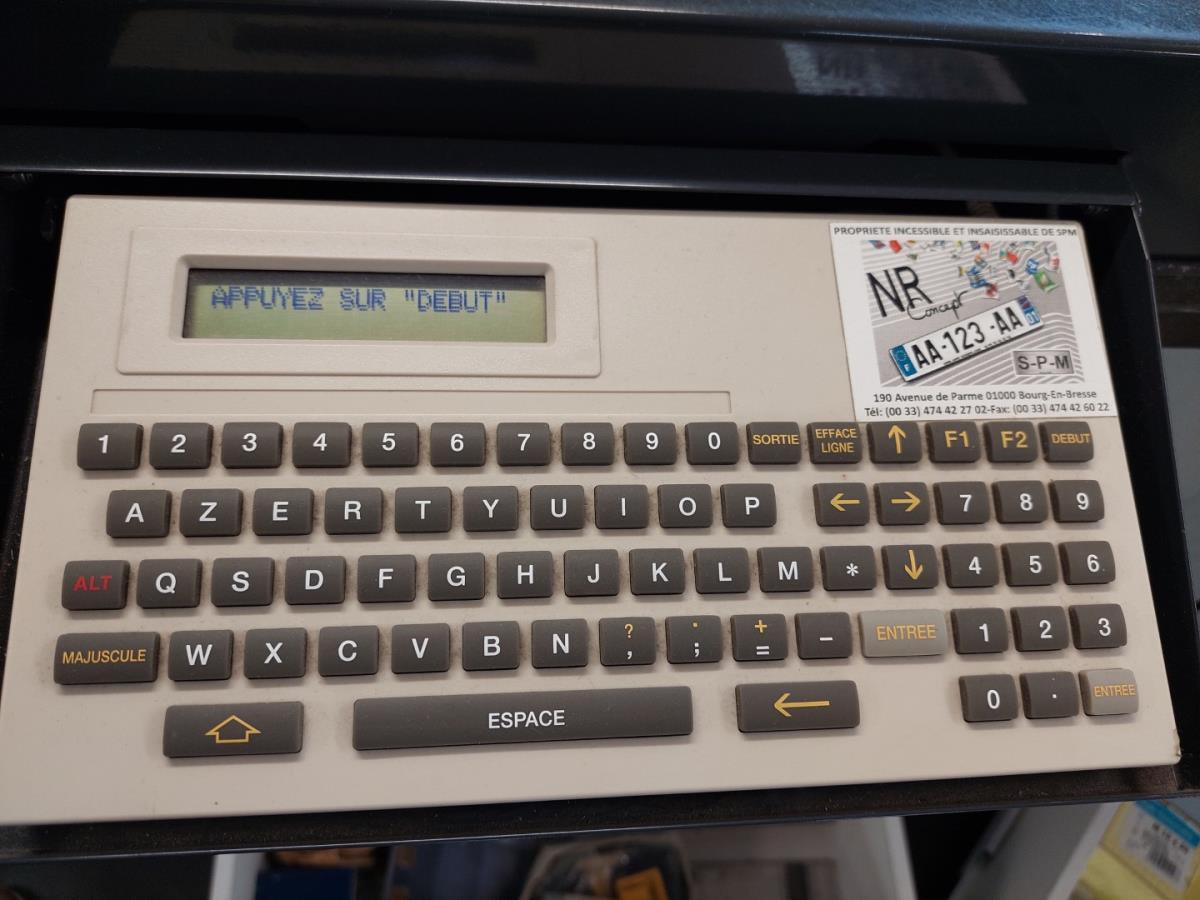 APPUYEZ SUR "DEBUT"
PROPRIETE INCESSIBLE ET INSAISISSABLE DE SPM
NR
Concept
F AA-123-AA 01
S-P-M
190 Avenue de Parme 01000 Bourg-En-Bresse
Tél: (00 33) 474 42 27 02-Fax: (00 33) 474 42 60 22
1 2 3 4 5 6 7 8 9 0 SORTIE EFFACE LIGNE ↑ F1 F2 DEBUT
A Z E R T Y U I O P ← → 7 8 9
ALT Q S D F G H J K L M * ↓ 4 5 6
MAJUSCULE W X C V B N ? , . ; + = - ENTREE 1 2 3
ESPACE ← 0 . ENTREE